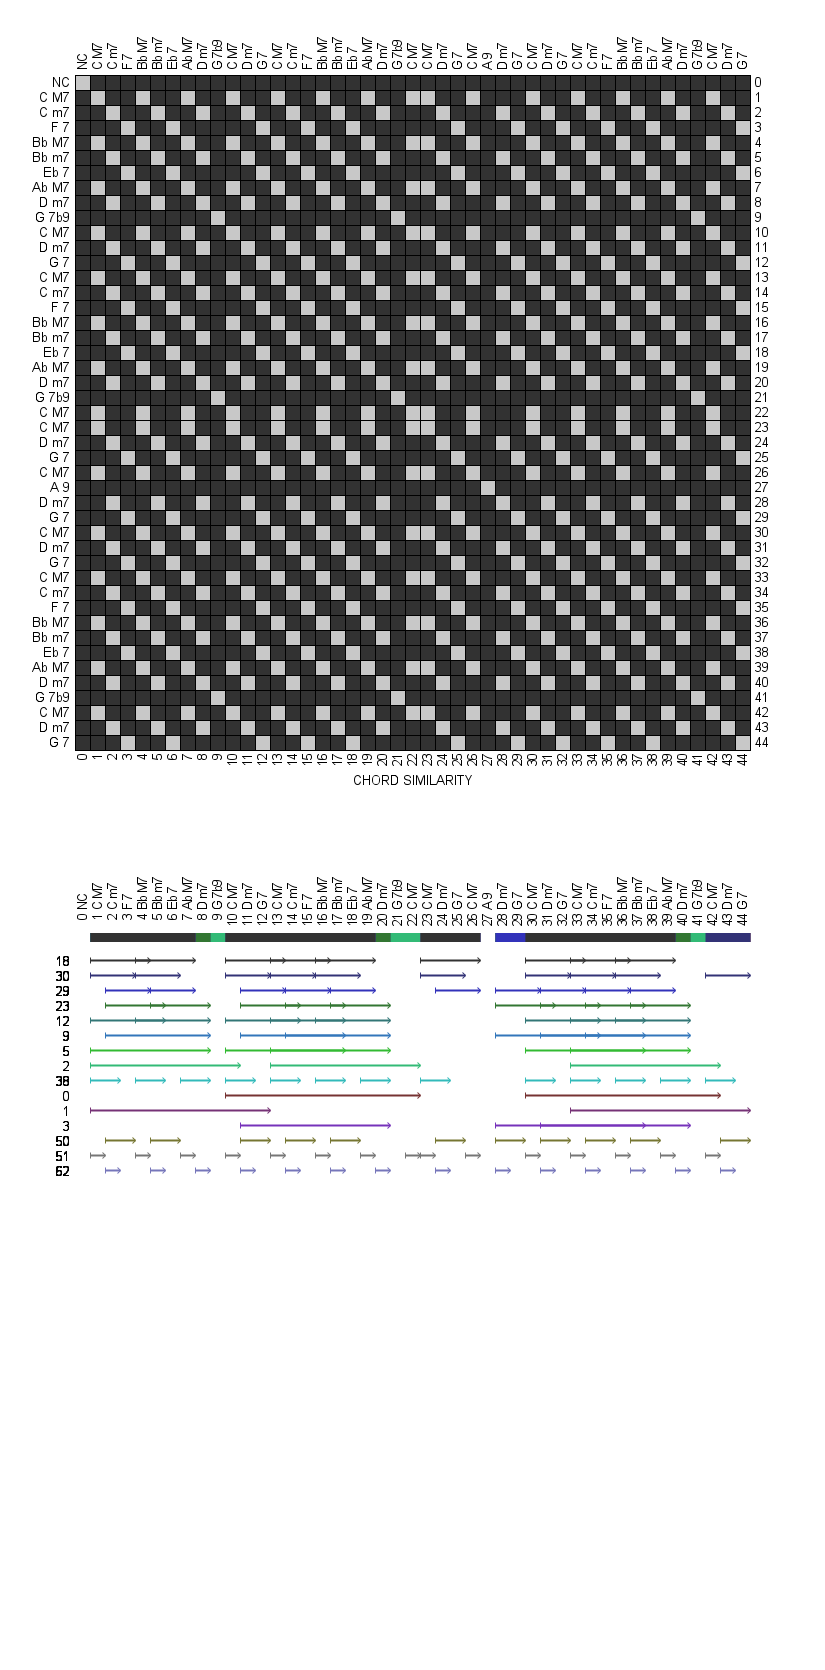 NC C M7 C m7 F 7 Bb M7 Bb m7 Eb 7 Ab M7 D m7 G 7b9 C M7 D m7 G 7 C M7 C m7 F 7 Bb M7 Bb m7 Eb 7 Ab M7 D m7 G 7b9 C M7 C M7 D m7 G 7 C M7 A 9 D m7 G 7 C M7 D m7 G 7 C M7 C m7 F 7 Bb M7 Bb m7 Eb 7 Ab M7 D m7 G 7b9 C M7 D m7 G 7
NC 0
C M7 1
C m7 2
F 7 3
Bb M7 4
Bb m7 5
Eb 7 6
Ab M7 7
D m7 8
G 7b9 9
C M7 10
D m7 11
G 7 12
C M7 13
C m7 14
F 7 15
Bb M7 16
Bb m7 17
Eb 7 18
Ab M7 19
D m7 20
G 7b9 21
C M7 22
C M7 23
D m7 24
G 7 25
C M7 26
A 9 27
D m7 28
G 7 29
C M7 30
D m7 31
G 7 32
C M7 33
C m7 34
F 7 35
Bb M7 36
Bb m7 37
Eb 7 38
Ab M7 39
D m7 40
G 7b9 41
C M7 42
D m7 43
G 7 44
0 1 2 3 4 5 6 7 8 9 10 11 12 13 14 15 16 17 18 19 20 21 22 23 24 25 26 27 28 29 30 31 32 33 34 35 36 37 38 39 40 41 42 43 44
CHORD SIMILARITY
0 NC 1 C M7 2 C m7 3 F 7 4 Bb M7 5 Bb m7 6 Eb 7 7 Ab M7 8 D m7 9 G 7b9 10 C M7 11 D m7 12 G 7 13 C M7 14 C m7 15 F 7 16 Bb M7 17 Bb m7 18 Eb 7 19 Ab M7 20 D m7 21 G 7b9 22 C M7 23 C M7 24 D m7 25 G 7 26 C M7 27 A 9 28 D m7 29 G 7 30 C M7 31 D m7 32 G 7 33 C M7 34 C m7 35 F 7 36 Bb M7 37 Bb m7 38 Eb 7 39 Ab M7 40 D m7 41 G 7b9 42 C M7 43 D m7 44 G 7
18
30
29
23
12
9
5
2
0
1
3
50
51